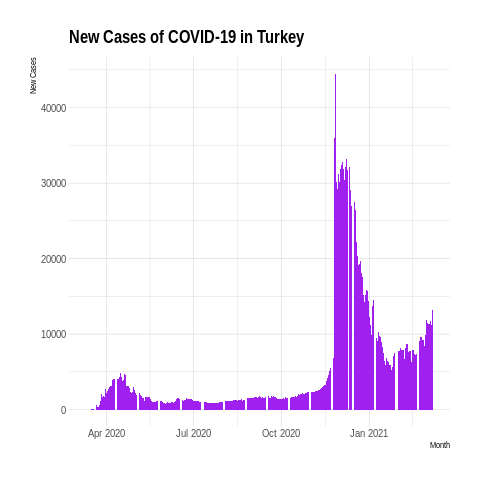 New Cases of COVID-19 in Turkey
New Cases
40000
30000
20000
10000
0
Apr 2020 Jul 2020 Oct 2020 Jan 2021
Month